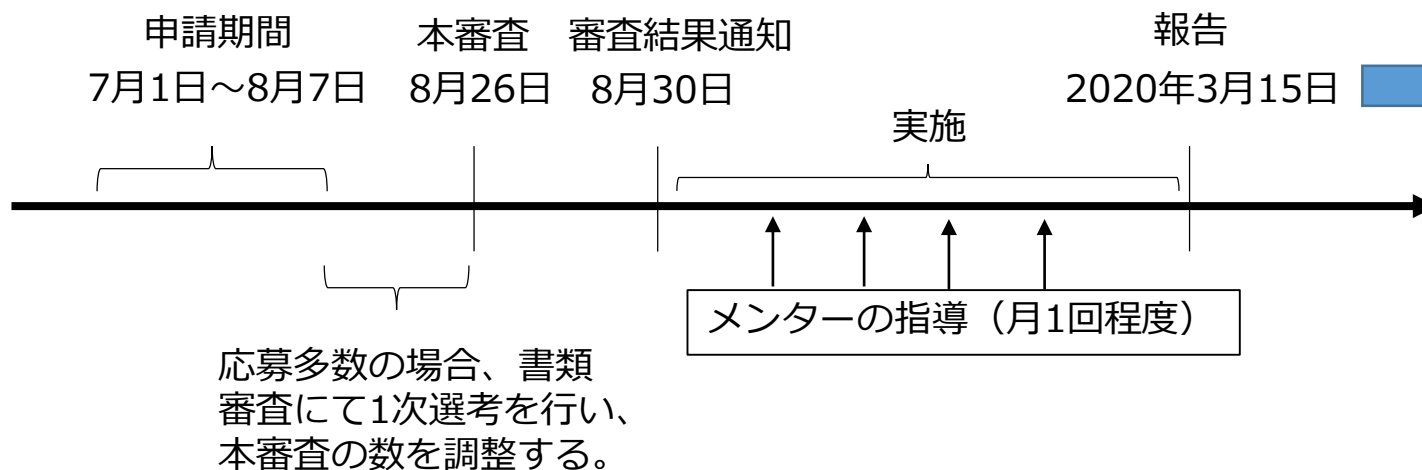 申請期間
7月1日～8月7日
本審査
8月26日
審査結果通知
8月30日
報告
2020年3月15日
実施
メンターの指導（月1回程度）
応募多数の場合、書類
審査にて1次選考を行い、
本審査の数を調整する。